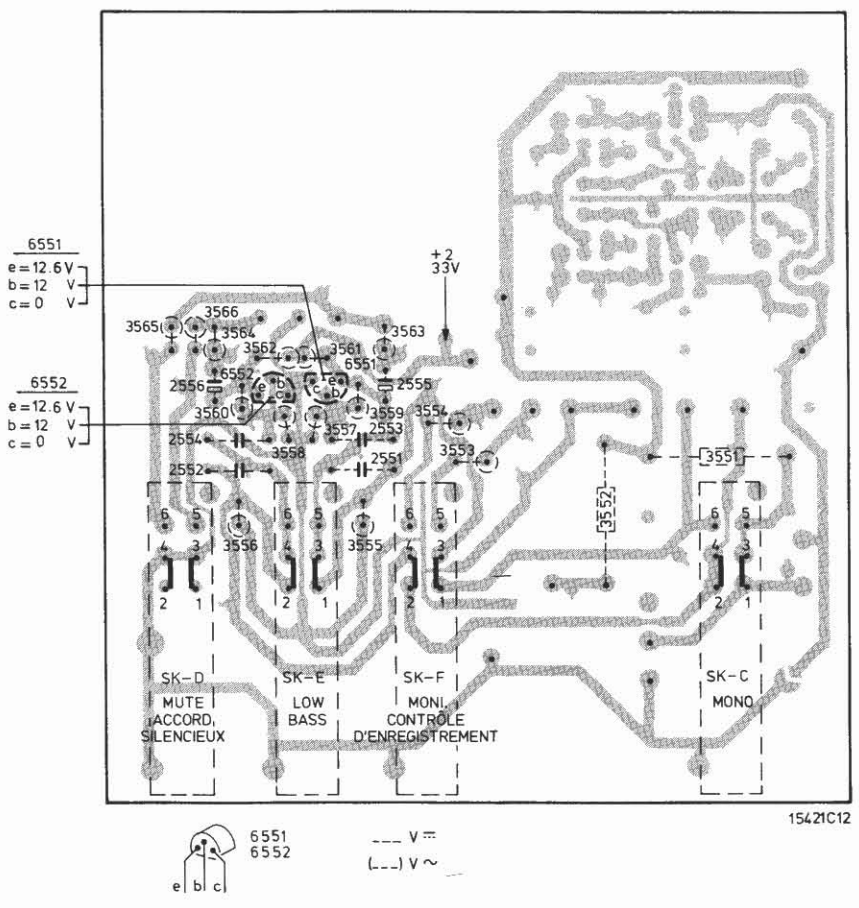 6551
e=12.6V
b=12 V
c=0 V
6552
e=12.6V
b=12 V
c=0 V
+2
33V
3566
3565
3564
3563
3562
3561
6551
6552
2556
2555
e b
c
c e
b
3560
3559
3554
2554
3557
2553
3558
3553
3551
2552
2551
3552
3556
3555
6 5
4 3
2 1
6 5
4 3
2 1
6 5
4 3
2 1
6 5
4 3
2 1
SK-D
MUTE
ACCORD
SILENCIEUX
SK-E
LOW
BASS
SK-F
MONI.
CONTRÔLE
D'ENREGISTREMENT
SK-C
MONO
15421C12
6551
6552
e b c
--- V ⎓
(---) V ~